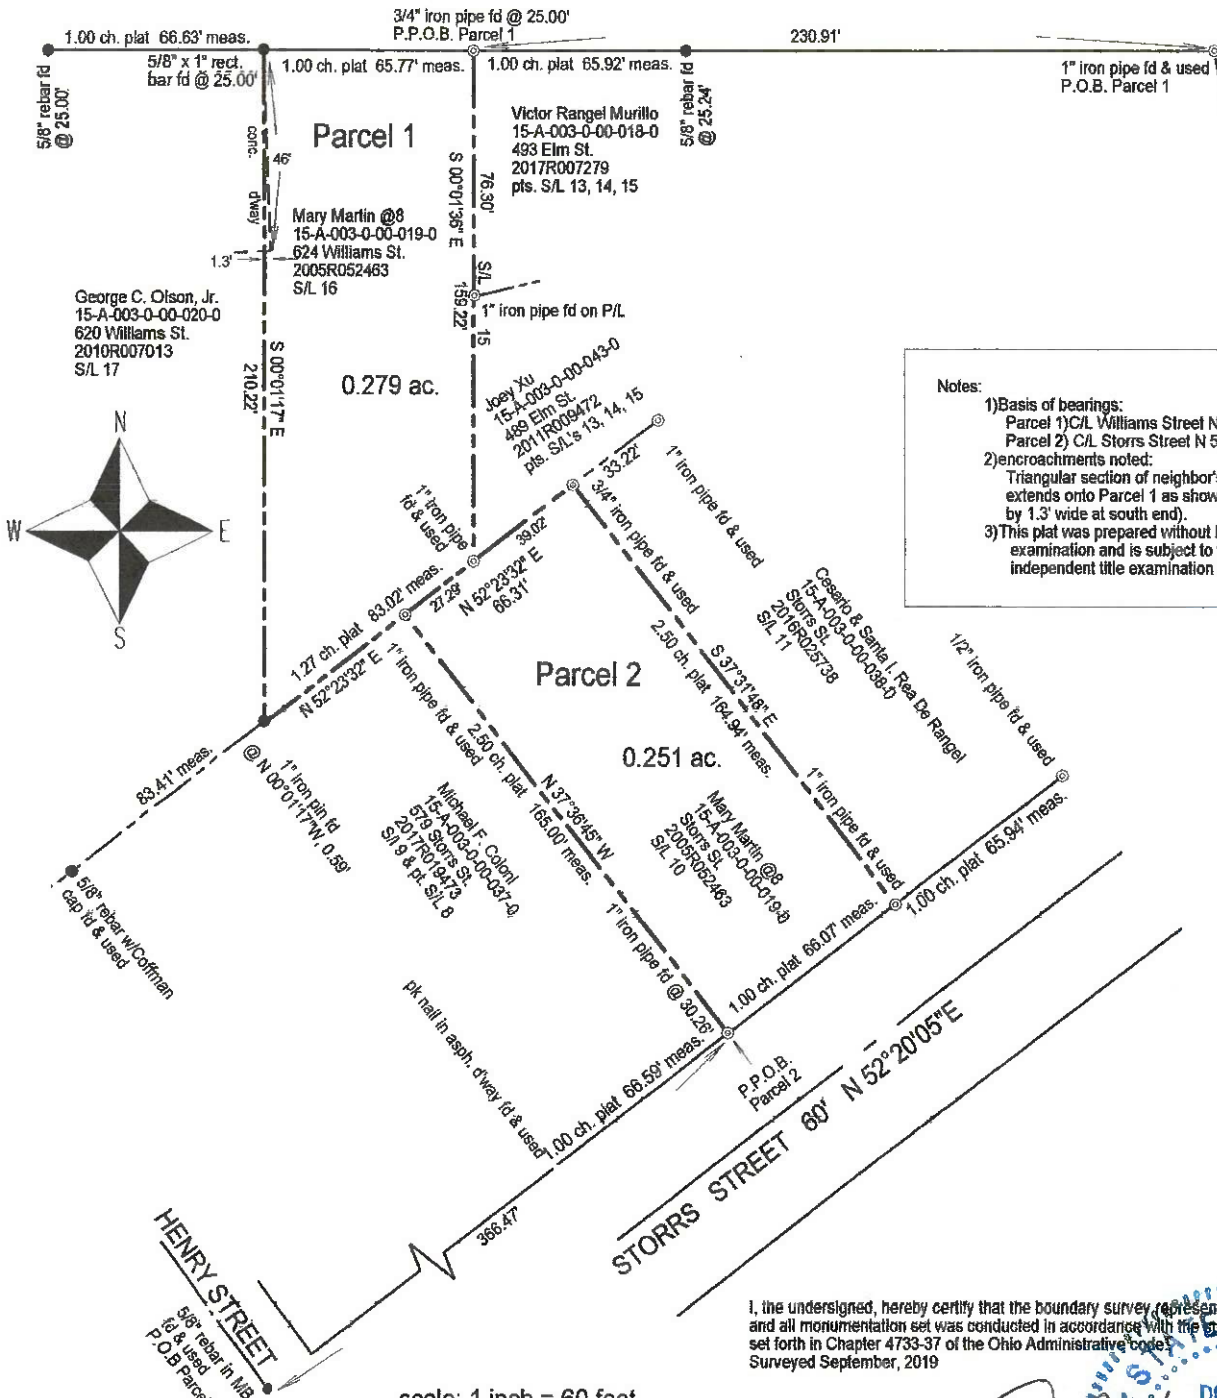 3/4" iron pipe fd @ 25.00'
P.P.O.B. Parcel 1
1.00 ch. plat 66.63' meas.
230.91'
5/8" x 1" rect.
bar fd @ 25.00'
1.00 ch. plat 65.77' meas.
1.00 ch. plat 65.92' meas.
1" iron pipe fd & used
P.O.B. Parcel 1
5/8" rebar fd
@ 25.00'
5/8" rebar fd
@ 25.24'
Parcel 1
Victor Rangel Murillo
15-A-003-0-00-018-0
493 Elm St.
2017R007279
pts. S/L 13, 14, 15
conc. d'way
46'
S 00°01'36" E
76.30'
Mary Martin @8
15-A-003-0-00-019-0
624 Williams St.
2005R052463
S/L 16
1.3'
S/L 15
159.22'
1" iron pipe fd on P/L
George C. Olson, Jr.
15-A-003-0-00-020-0
620 Williams St.
2010R007013
S/L 17
S 00°01'17" E
210.22'
0.279 ac.
Joey Xu
15-A-003-0-00-043-0
489 Elm St.
2011R009472
pts. S/L's 13, 14, 15
Notes:
1)Basis of bearings:
Parcel 1)C/L Williams Street N
Parcel 2) C/L Storrs Street N 5
2)encroachments noted:
Triangular section of neighbor'
extends onto Parcel 1 as show
by 1.3' wide at south end).
3)This plat was prepared without
examination and is subject to
independent title examination
N
W
E
S
33.22'
1" iron pipe fd & used
3/4" iron pipe fd & used
1" iron pipe
fd & used
39.02'
27.29'
N 52°23'32" E
66.31'
1.27 ch. plat 83.02' meas.
N 52°23'32" E
1" iron pipe fd & used
Parcel 2
S 37°31'48" E
2.50 ch. plat 164.94' meas.
Cesario & Santa I. Rea De Rangel
15-A-003-0-00-038-0
Storrs St.
2016R025738
S/L 11
1/2" iron pipe fd & used
0.251 ac.
83.41' meas.
1" iron pin fd
@ N 00°01'17"W, 0.59'
N 37°36'45" W
2.50 ch. plat 165.00' meas.
Michael F. Coloni
15-A-003-0-00-037-0
579 Storrs St.
2017R019473
S/l 9 & pt. S/L 8
Mary Martin @8
15-A-003-0-00-019-0
Storrs St.
2005R052463
S/L 10
1" iron pipe fd & used
1.00 ch. plat 65.94' meas.
5/8" rebar w/Coffman
cap fd & used
1" iron pipe fd @ 30.26'
1.00 ch. plat 66.07' meas.
pk nail in asph. d'way fd & used
1.00 ch. plat 66.59' meas.
P.P.O.B.
Parcel 2
STORRS STREET 60' N 52°20'05"E
366.47'
HENRY STREET
5/8" rebar in MB
fd & used
P.O.B Parcel
I, the undersigned, hereby certify that the boundary survey represen
and all monumentation set was conducted in accordance with the
set forth in Chapter 4733-37 of the Ohio Administrative code.
Surveyed September, 2019
scale: 1 inch = 60 feet